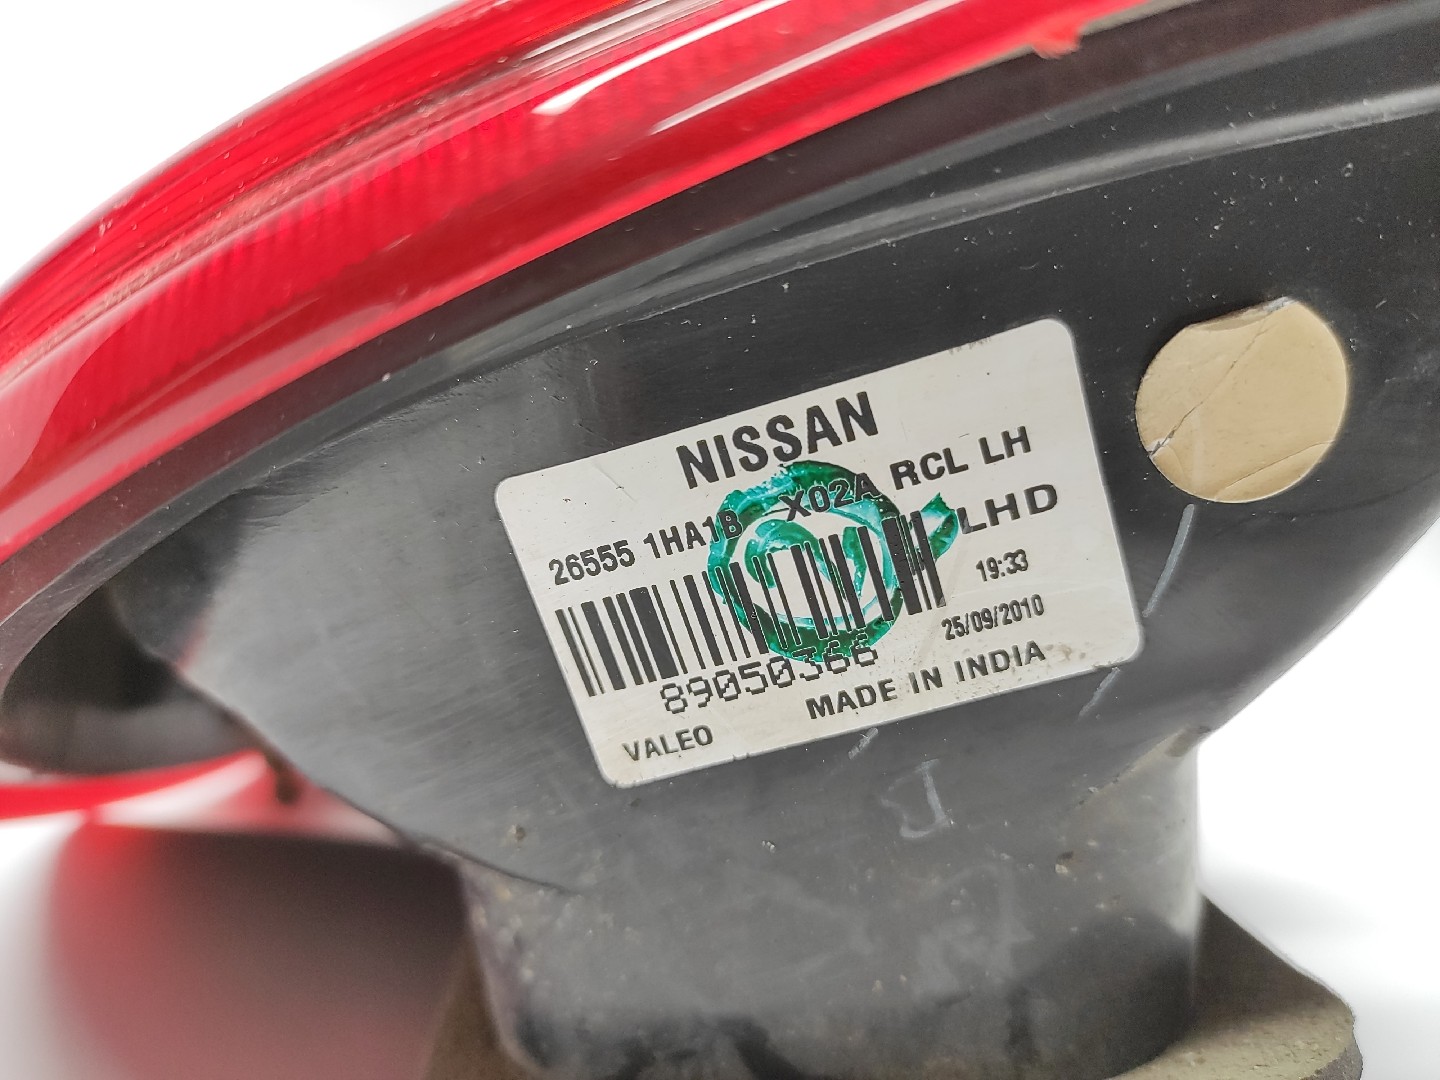 NISSAN
26555 1HA1B X02A RCL LH
LHD
19:33
25/09/2010
89050366
MADE IN INDIA
VALEO
B